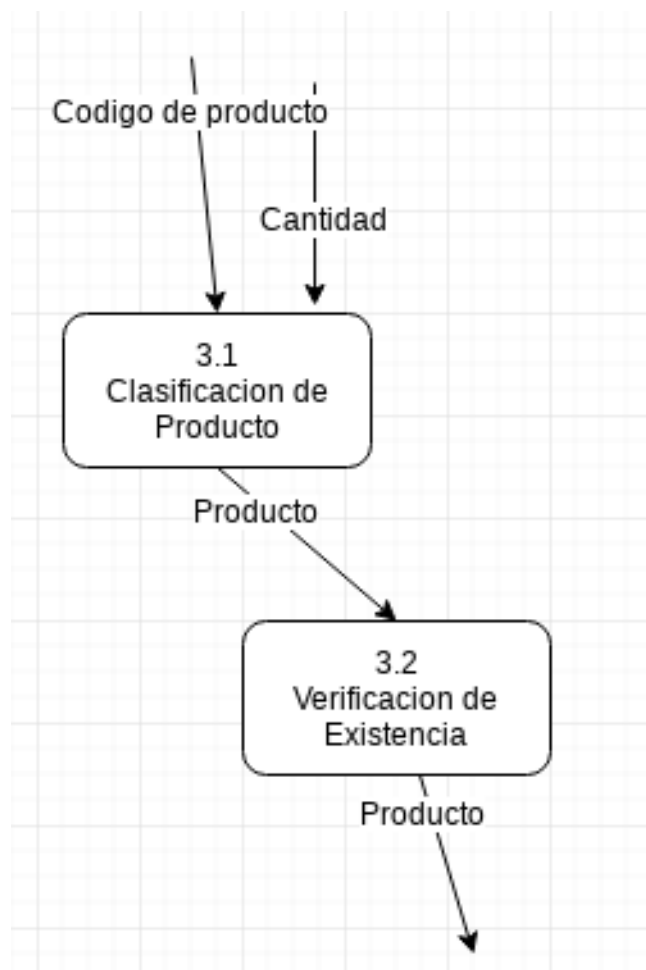 Codigo de producto
Cantidad
3.1
Clasificacion de
Producto
Producto
3.2
Verificacion de
Existencia
Producto